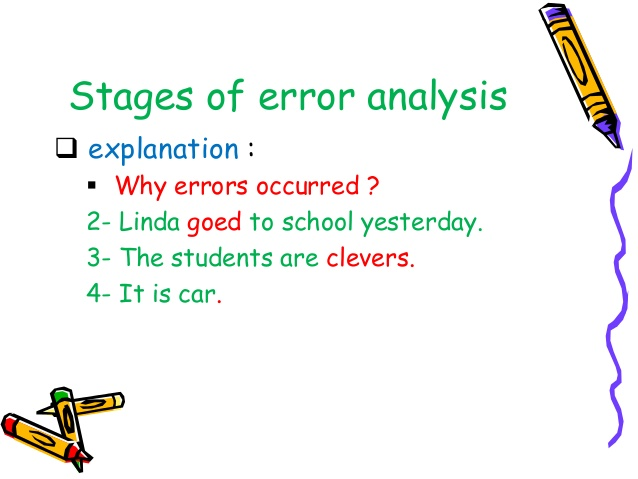 Stages of error analysis
explanation :
Why errors occurred ?
2- Linda goed to school yesterday.
3- The students are clevers.
4- It is car.